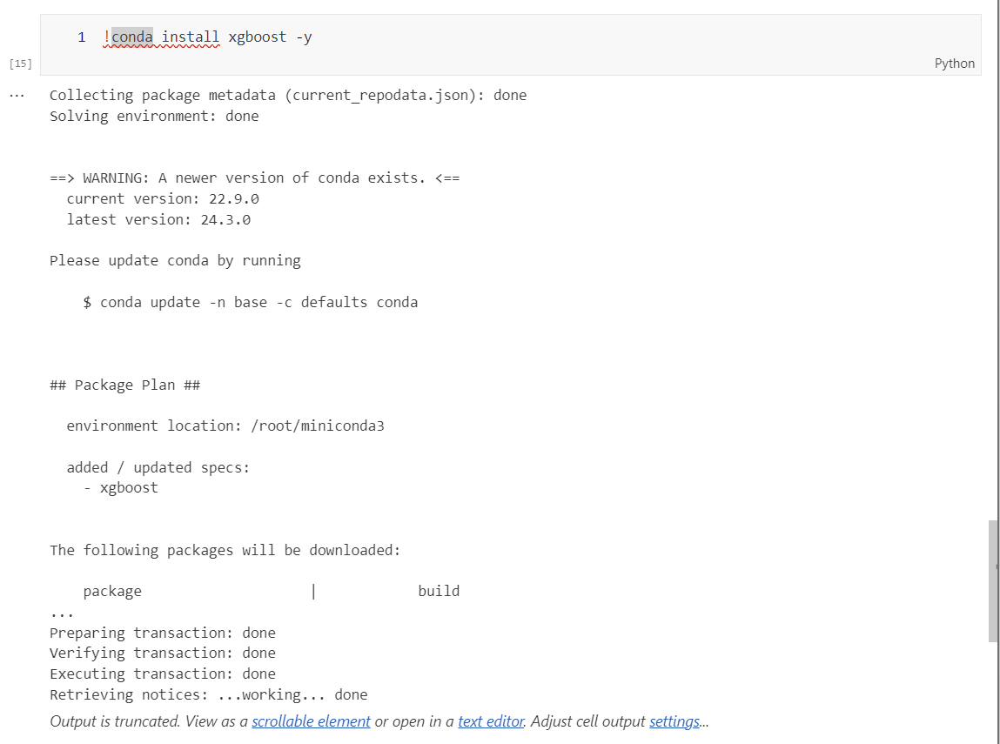 1 !conda install xgboost -y
[15]
Python
... Collecting package metadata (current_repodata.json): done
Solving environment: done
==> WARNING: A newer version of conda exists. <==
current version: 22.9.0
latest version: 24.3.0
Please update conda by running
$ conda update -n base -c defaults conda
## Package Plan ##
environment location: /root/miniconda3
added / updated specs:
- xgboost
The following packages will be downloaded:
package | build
...
Preparing transaction: done
Verifying transaction: done
Executing transaction: done
Retrieving notices: ...working... done
Output is truncated. View as a scrollable element or open in a text editor. Adjust cell output settings...